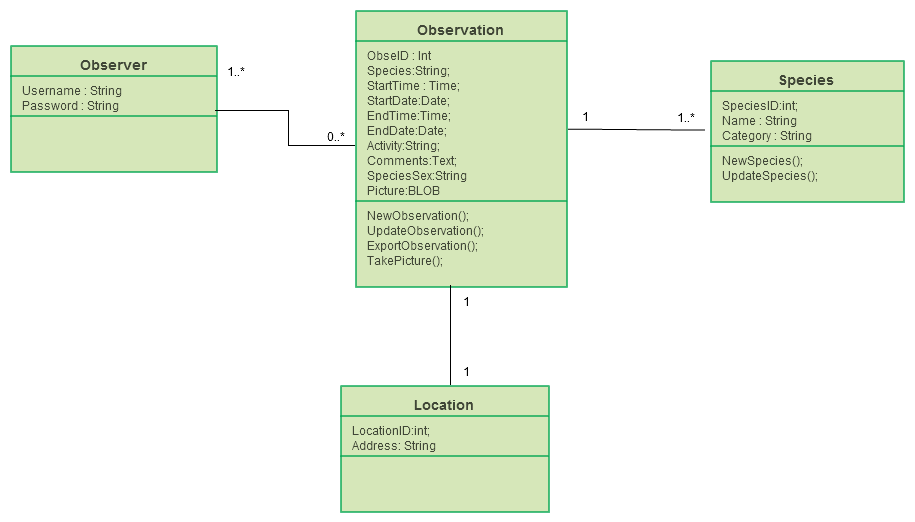 Observer
Username : String
Password : String
1..*
0..*
Observation
ObseID : Int
Species:String;
StartTime : Time;
StartDate:Date;
EndTime:Time;
EndDate:Date;
Activity:String;
Comments:Text;
SpeciesSex:String
Picture:BLOB
NewObservation();
UpdateObservation();
ExportObservation();
TakePicture();
1
1..*
Species
SpeciesID:int;
Name : String
Category : String
NewSpecies();
UpdateSpecies();
1
1
Location
LocationID:int;
Address: String